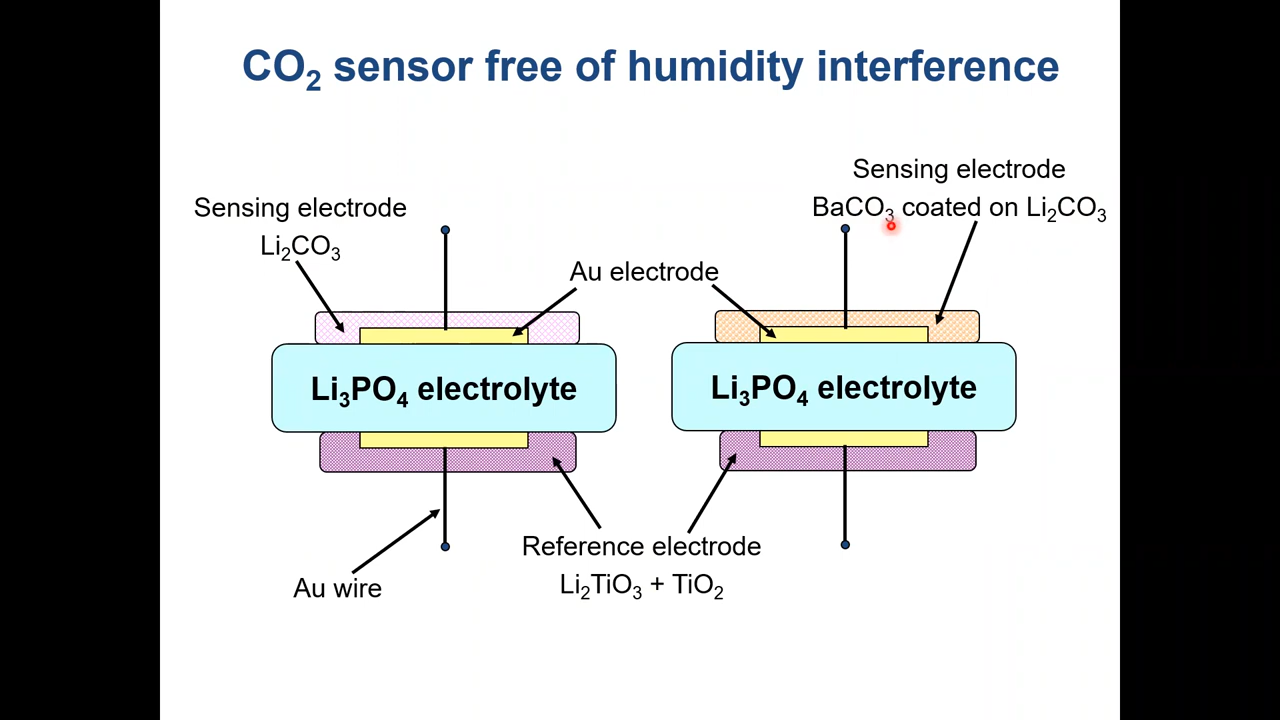 CO₂ sensor free of humidity interference
Sensing electrode
BaCO₃ coated on Li₂CO₃
Sensing electrode
Li₂CO₃
Au electrode
Li₃PO₄ electrolyte
Li₃PO₄ electrolyte
Reference electrode
Li₂TiO₃ + TiO₂
Au wire